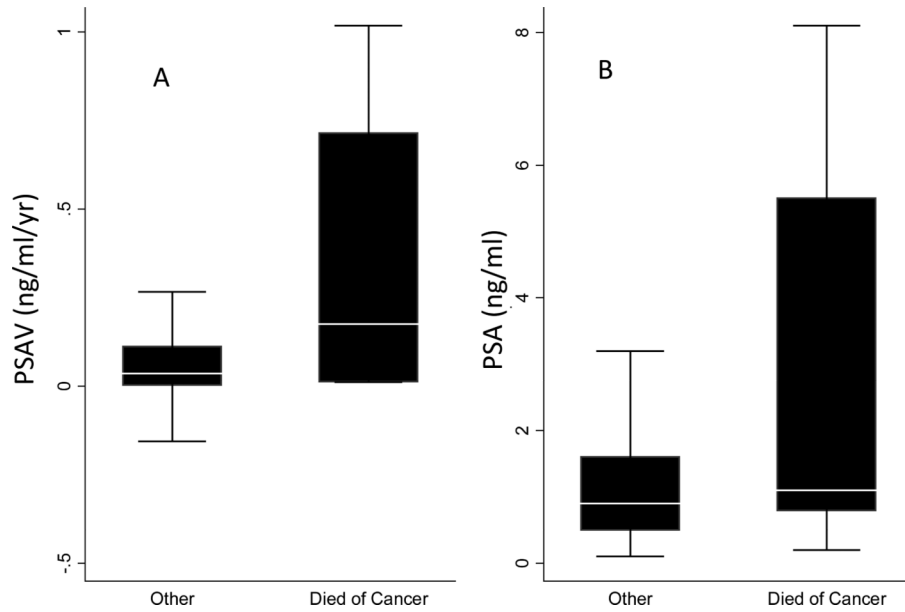 A
PSAV (ng/ml/yr)
1
.5
0
-.5
Other Died of Cancer
B
PSA (ng/ml)
8
6
4
2
0
Other Died of Cancer